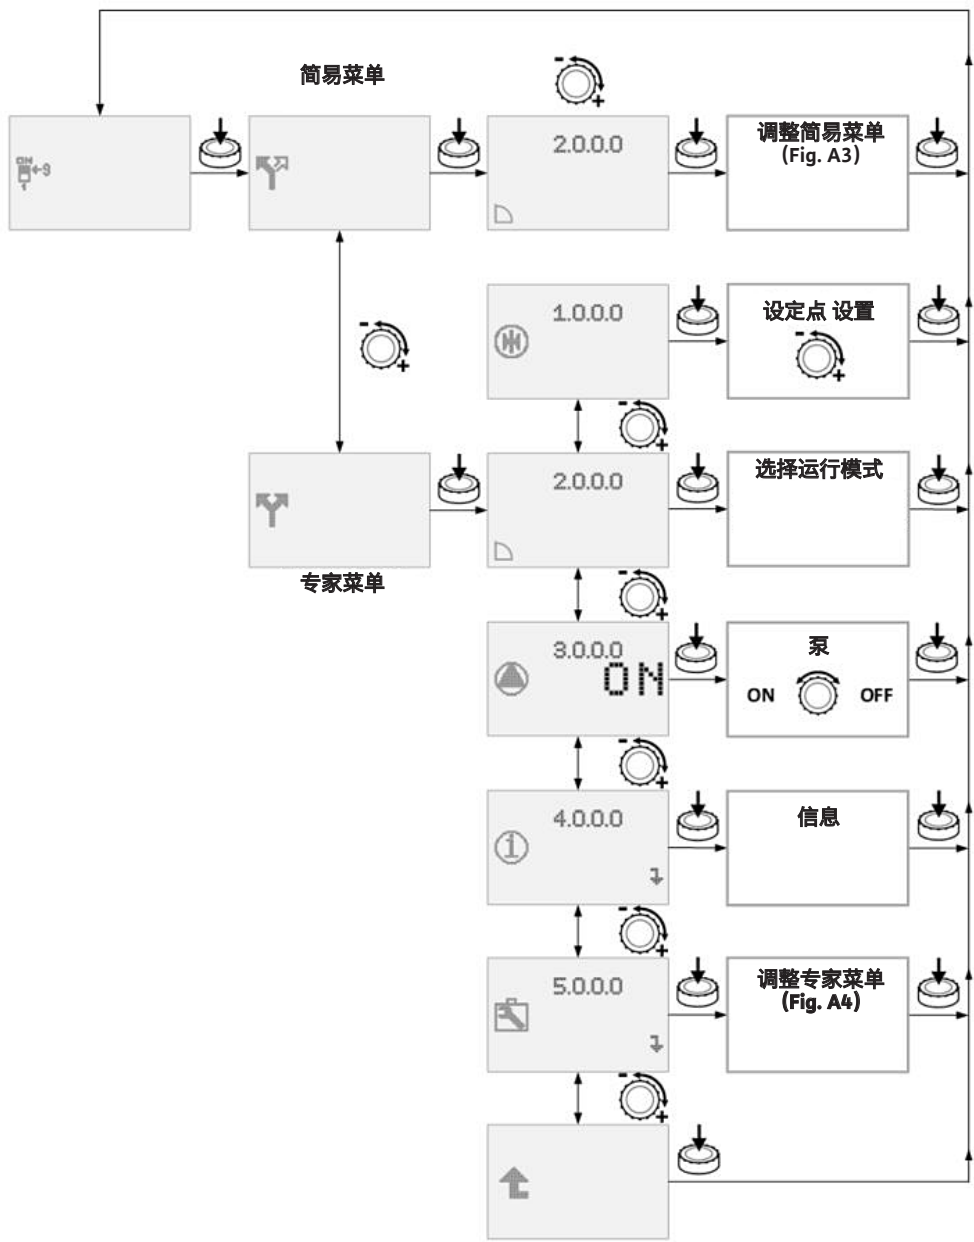 简易菜单
- +
ON
←9
1
2.0.0.0
调整简易菜单
(Fig. A3)
- +
1.0.0.0
设定点 设置
- +
- +
2.0.0.0
选择运行模式
专家菜单
- +
3.0.0.0
ON
泵
ON OFF
- +
4.0.0.0
i
信息
- +
5.0.0.0
调整专家菜单
(Fig. A4)
- +